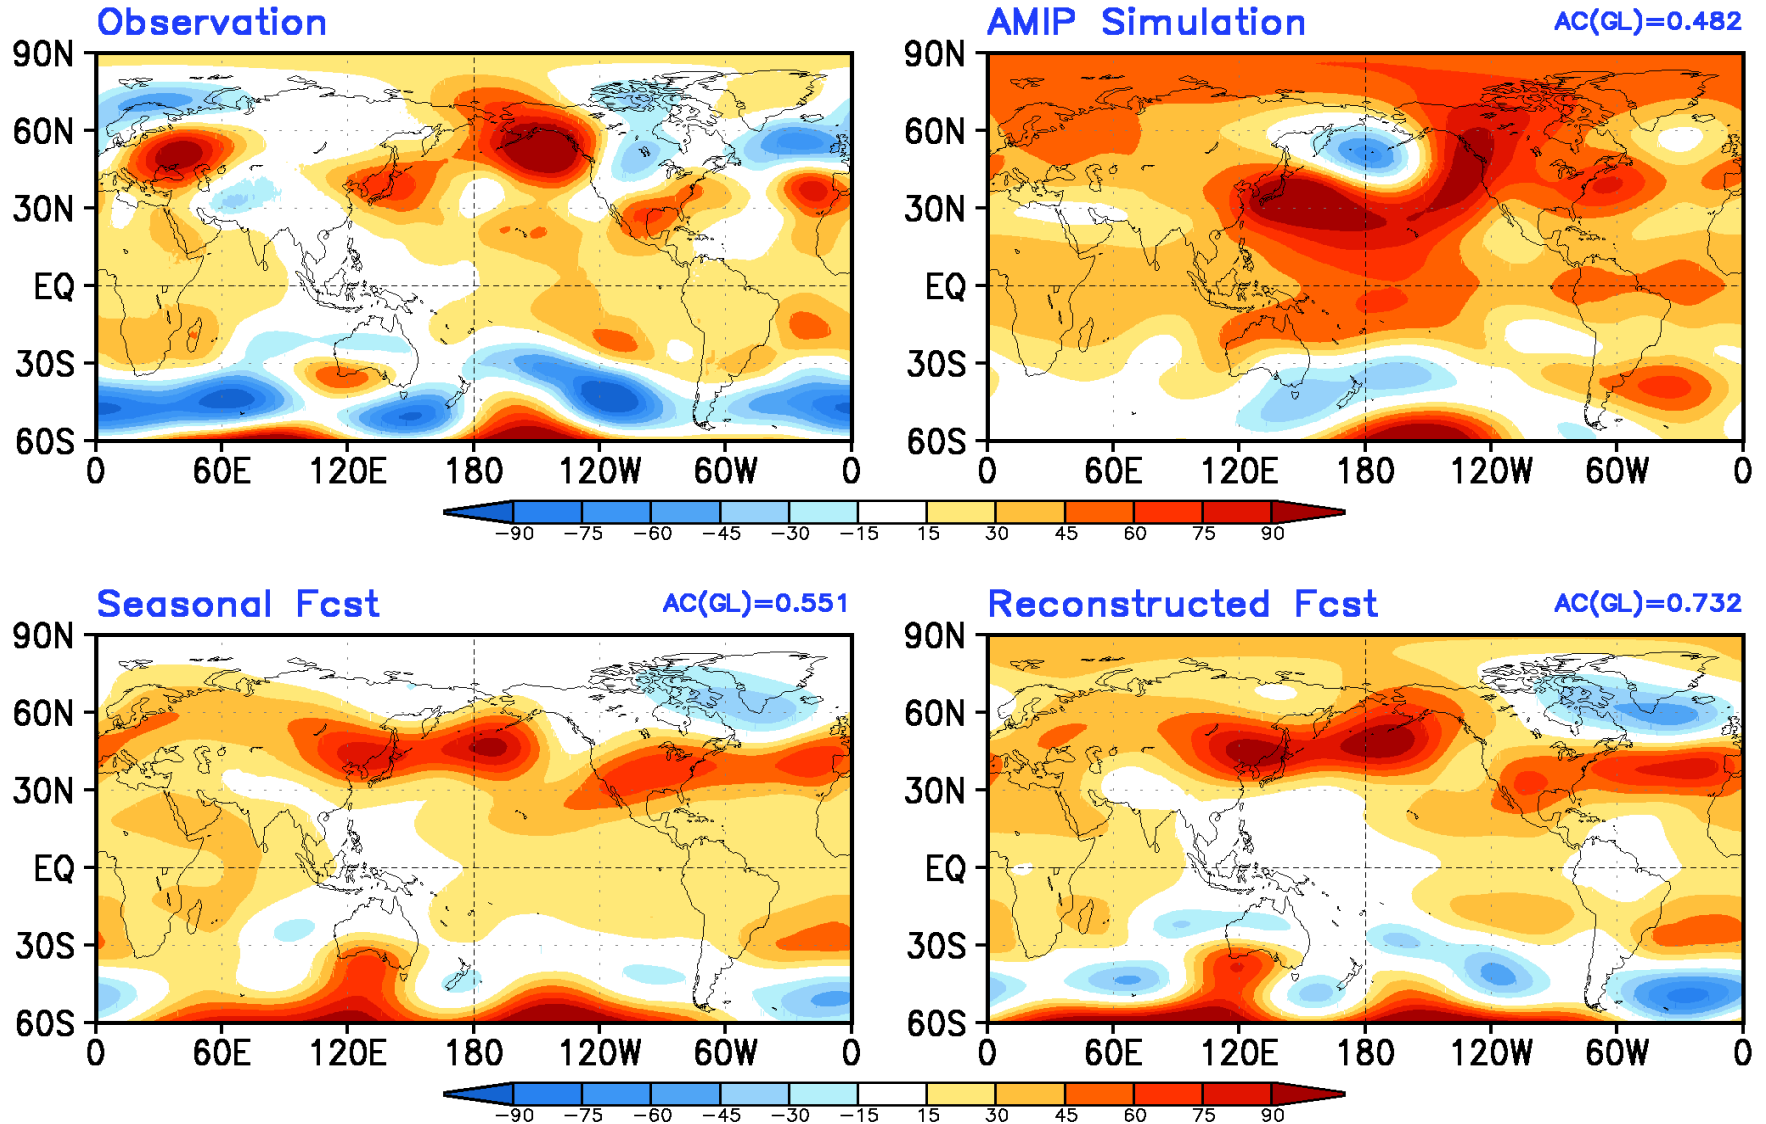 Observation
90N
60N
30N
EQ
30S
60S
0 60E 120E 180 120W 60W 0
AMIP Simulation AC(GL)=0.482
90N
60N
30N
EQ
30S
60S
0 60E 120E 180 120W 60W 0
-90 -75 -60 -45 -30 -15 15 30 45 60 75 90
Seasonal Fcst AC(GL)=0.551
90N
60N
30N
EQ
30S
60S
0 60E 120E 180 120W 60W 0
Reconstructed Fcst AC(GL)=0.732
90N
60N
30N
EQ
30S
60S
0 60E 120E 180 120W 60W 0
-90 -75 -60 -45 -30 -15 15 30 45 60 75 90